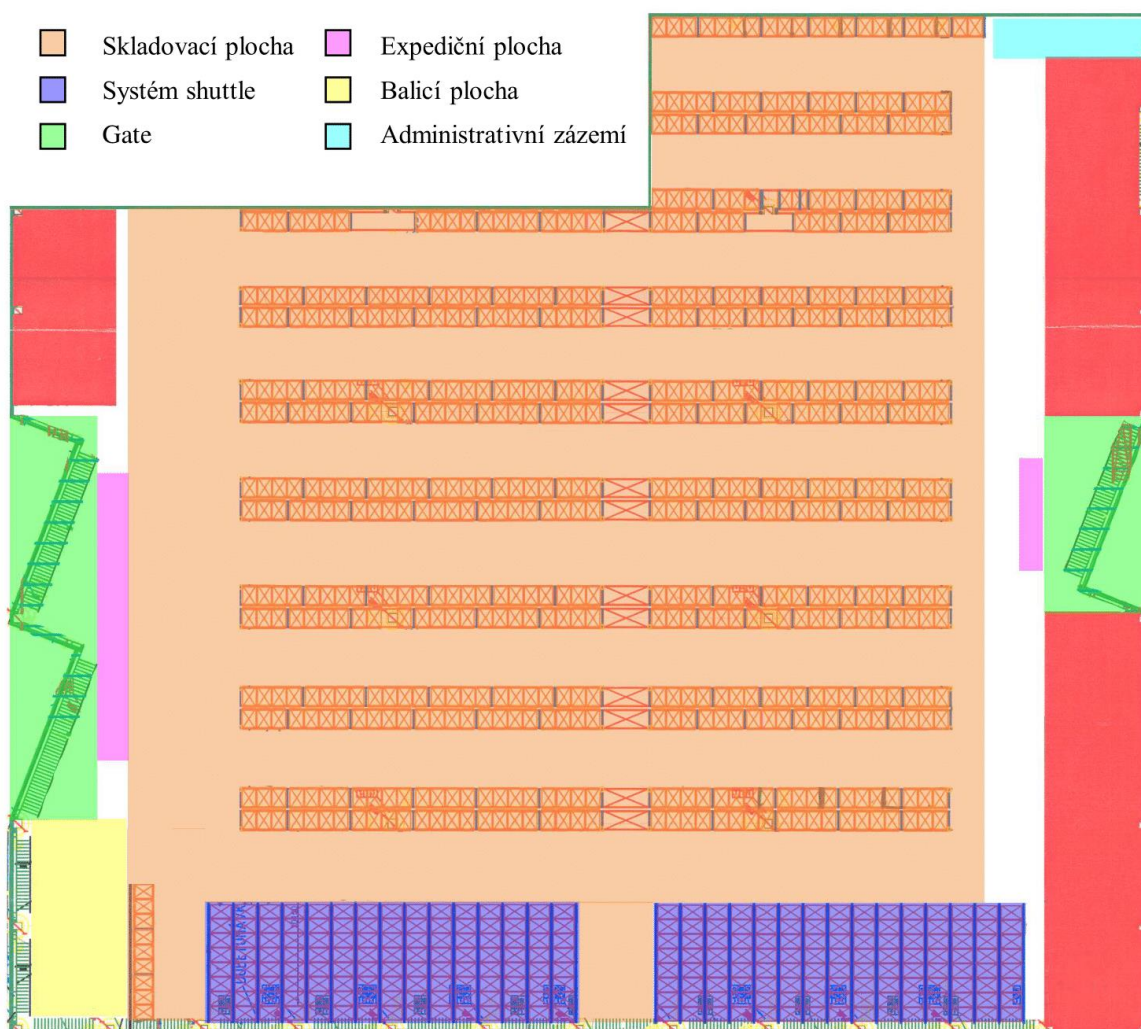 Skladovací plocha
Expediční plocha
Systém shuttle
Balicí plocha
Gate
Administrativní zázemí